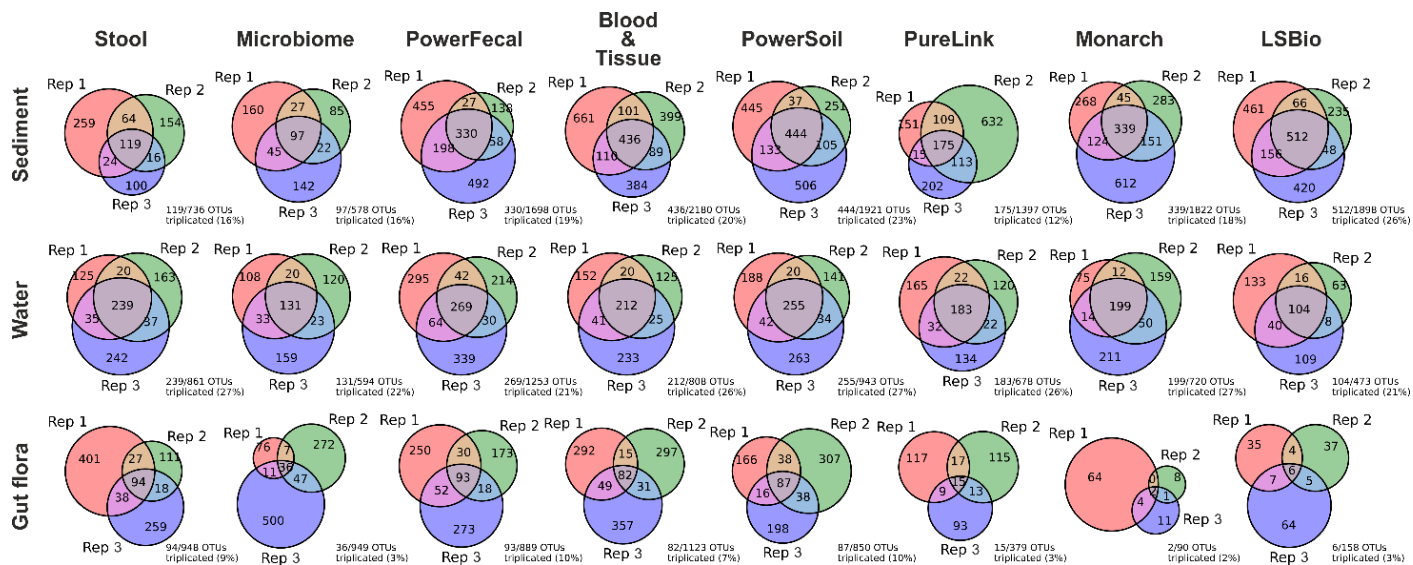 Stool
Microbiome
PowerFecal
Blood
&
Tissue
PowerSoil
PureLink
Monarch
LSBio
Sediment
Rep 1
Rep 2
259
64
154
119
24
16
100
Rep 3
119/736 OTUs
triplicated (16%)
Rep 1
Rep 2
160
27
85
97
45
22
142
Rep 3
97/578 OTUs
triplicated (16%)
Rep 1
Rep 2
455
27
138
330
198
58
492
Rep 3
330/1698 OTUs
triplicated (19%)
Rep 1
Rep 2
661
101
399
436
110
89
384
Rep 3
436/2180 OTUs
triplicated (20%)
Rep 1
Rep 2
445
37
251
444
133
105
506
Rep 3
444/1921 OTUs
triplicated (23%)
Rep 1
Rep 2
151
109
632
175
15
113
202
Rep 3
175/1397 OTUs
triplicated (12%)
Rep 1
Rep 2
268
45
283
339
124
151
612
Rep 3
339/1822 OTUs
triplicated (18%)
Rep 1
Rep 2
461
66
235
512
156
48
420
Rep 3
512/1898 OTUs
triplicated (26%)
Water
Rep 1
Rep 2
125
20
163
239
35
37
242
Rep 3
239/861 OTUs
triplicated (27%)
Rep 1
Rep 2
108
20
120
131
33
23
159
Rep 3
131/594 OTUs
triplicated (22%)
Rep 1
Rep 2
295
42
214
269
64
30
339
Rep 3
269/1253 OTUs
triplicated (21%)
Rep 1
Rep 2
152
20
125
212
41
25
233
Rep 3
212/808 OTUs
triplicated (26%)
Rep 1
Rep 2
188
20
141
255
42
34
263
Rep 3
255/943 OTUs
triplicated (27%)
Rep 1
Rep 2
165
22
120
183
32
22
134
Rep 3
183/678 OTUs
triplicated (26%)
Rep 1
Rep 2
75
12
159
199
14
50
211
Rep 3
199/720 OTUs
triplicated (27%)
Rep 1
Rep 2
133
16
63
104
40
8
109
Rep 3
104/473 OTUs
triplicated (21%)
Gut flora
Rep 1
Rep 2
401
27
111
94
38
18
259
Rep 3
94/948 OTUs
triplicated (9%)
Rep 1
Rep 2
76
7
272
36
11
47
500
Rep 3
36/949 OTUs
triplicated (3%)
Rep 1
Rep 2
250
30
173
93
52
18
273
Rep 3
93/889 OTUs
triplicated (10%)
Rep 1
Rep 2
292
15
297
82
49
31
357
Rep 3
82/1123 OTUs
triplicated (7%)
Rep 1
Rep 2
166
38
307
87
16
38
198
Rep 3
87/850 OTUs
triplicated (10%)
Rep 1
Rep 2
117
17
115
15
9
13
93
Rep 3
15/379 OTUs
triplicated (3%)
Rep 1
Rep 2
64
0
8
2
4
1
11
Rep 3
2/90 OTUs
triplicated (2%)
Rep 1
Rep 2
35
4
37
6
7
5
64
Rep 3
6/158 OTUs
triplicated (3%)